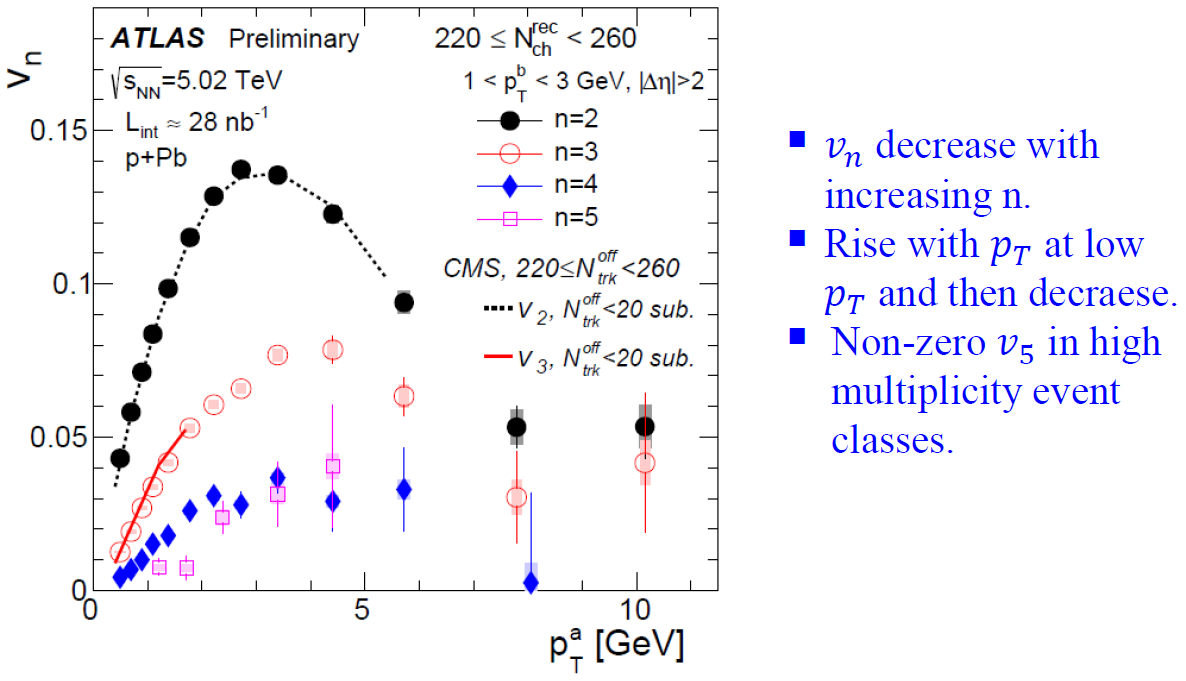 ATLAS Preliminary
220 ≤ N_ch^rec < 260
√s_NN=5.02 TeV
1 < p_T^b < 3 GeV, |Δη|>2
L_int ≈ 28 nb^-1
p+Pb
n=2
n=3
n=4
n=5
CMS, 220≤N_trk^off<260
v_2, N_trk^off<20 sub.
v_3, N_trk^off<20 sub.
v_n
0.15
0.1
0.05
0
0 5 10
p_T^a [GeV]
▪ v_n decrease with
increasing n.
▪ Rise with p_T at low
p_T and then decraese.
▪ Non-zero v_5 in high
multiplicity event
classes.